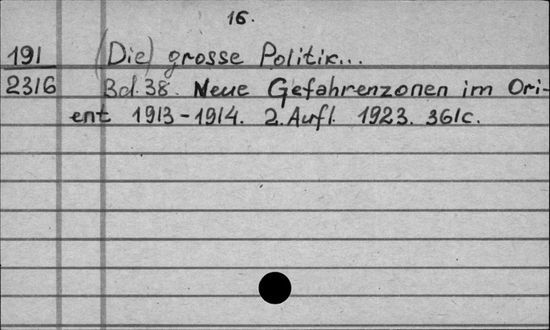 16.
191 (Die) grosse Politik...
2316 Bd. 38. Neue Gefahrenzonen im Ori-
ent 1913-1914. 2. Aufl. 1923. 361c.